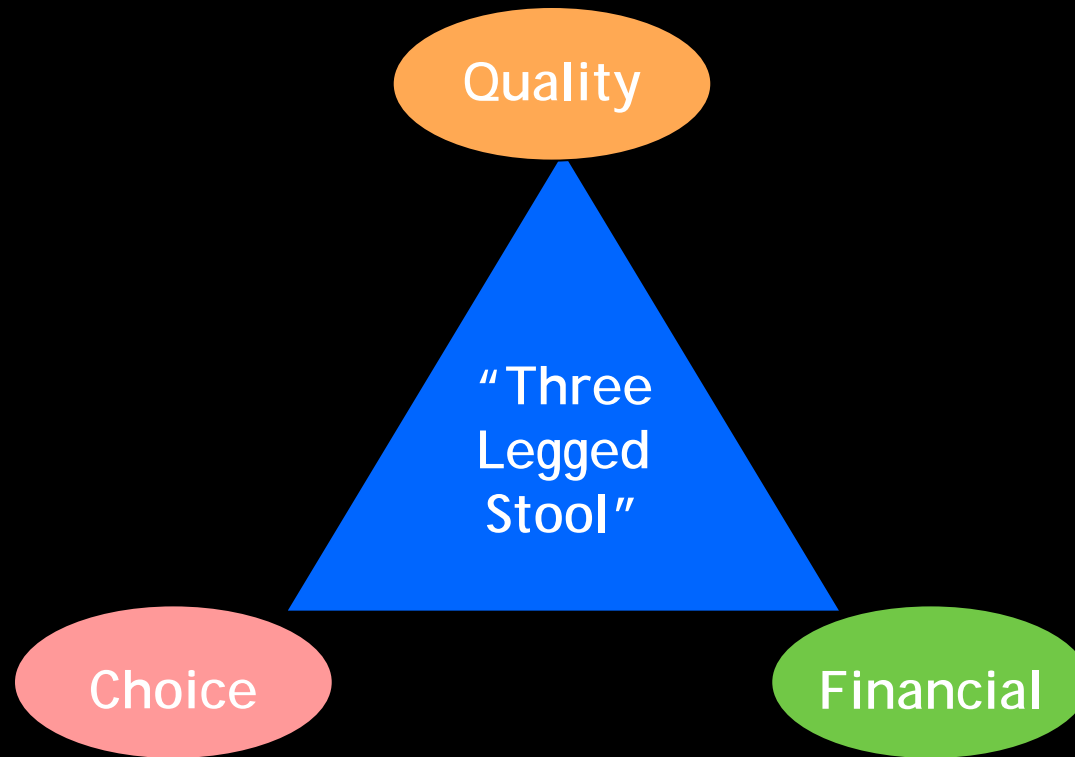 Quality
“Three
Legged
Stool”
Choice
Financial